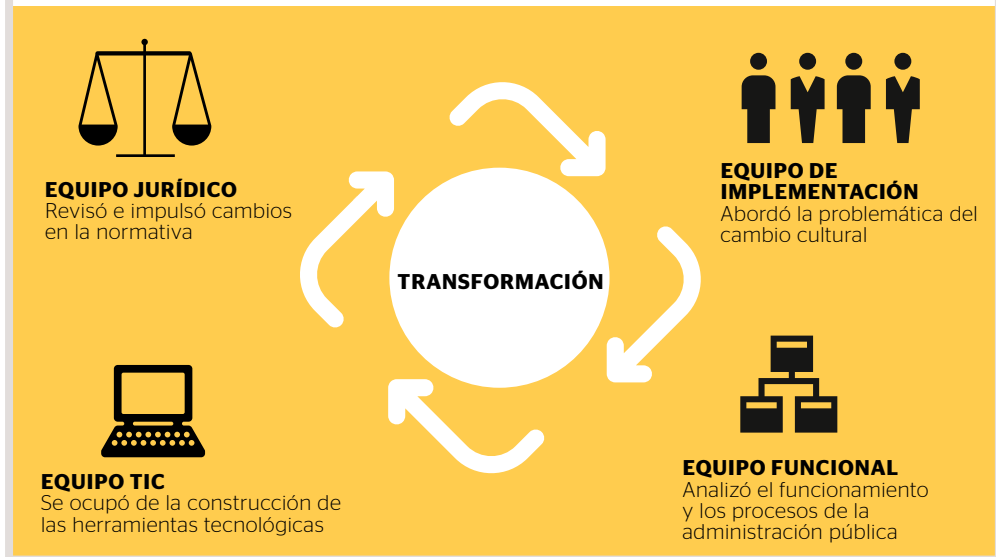 EQUIPO JURÍDICO
Revisó e impulsó cambios
en la normativa
EQUIPO DE
IMPLEMENTACIÓN
Abordó la problemática del
cambio cultural
TRANSFORMACIÓN
EQUIPO TIC
Se ocupó de la construcción de
las herramientas tecnológicas
EQUIPO FUNCIONAL
Analizó el funcionamiento
y los procesos de la
administración pública